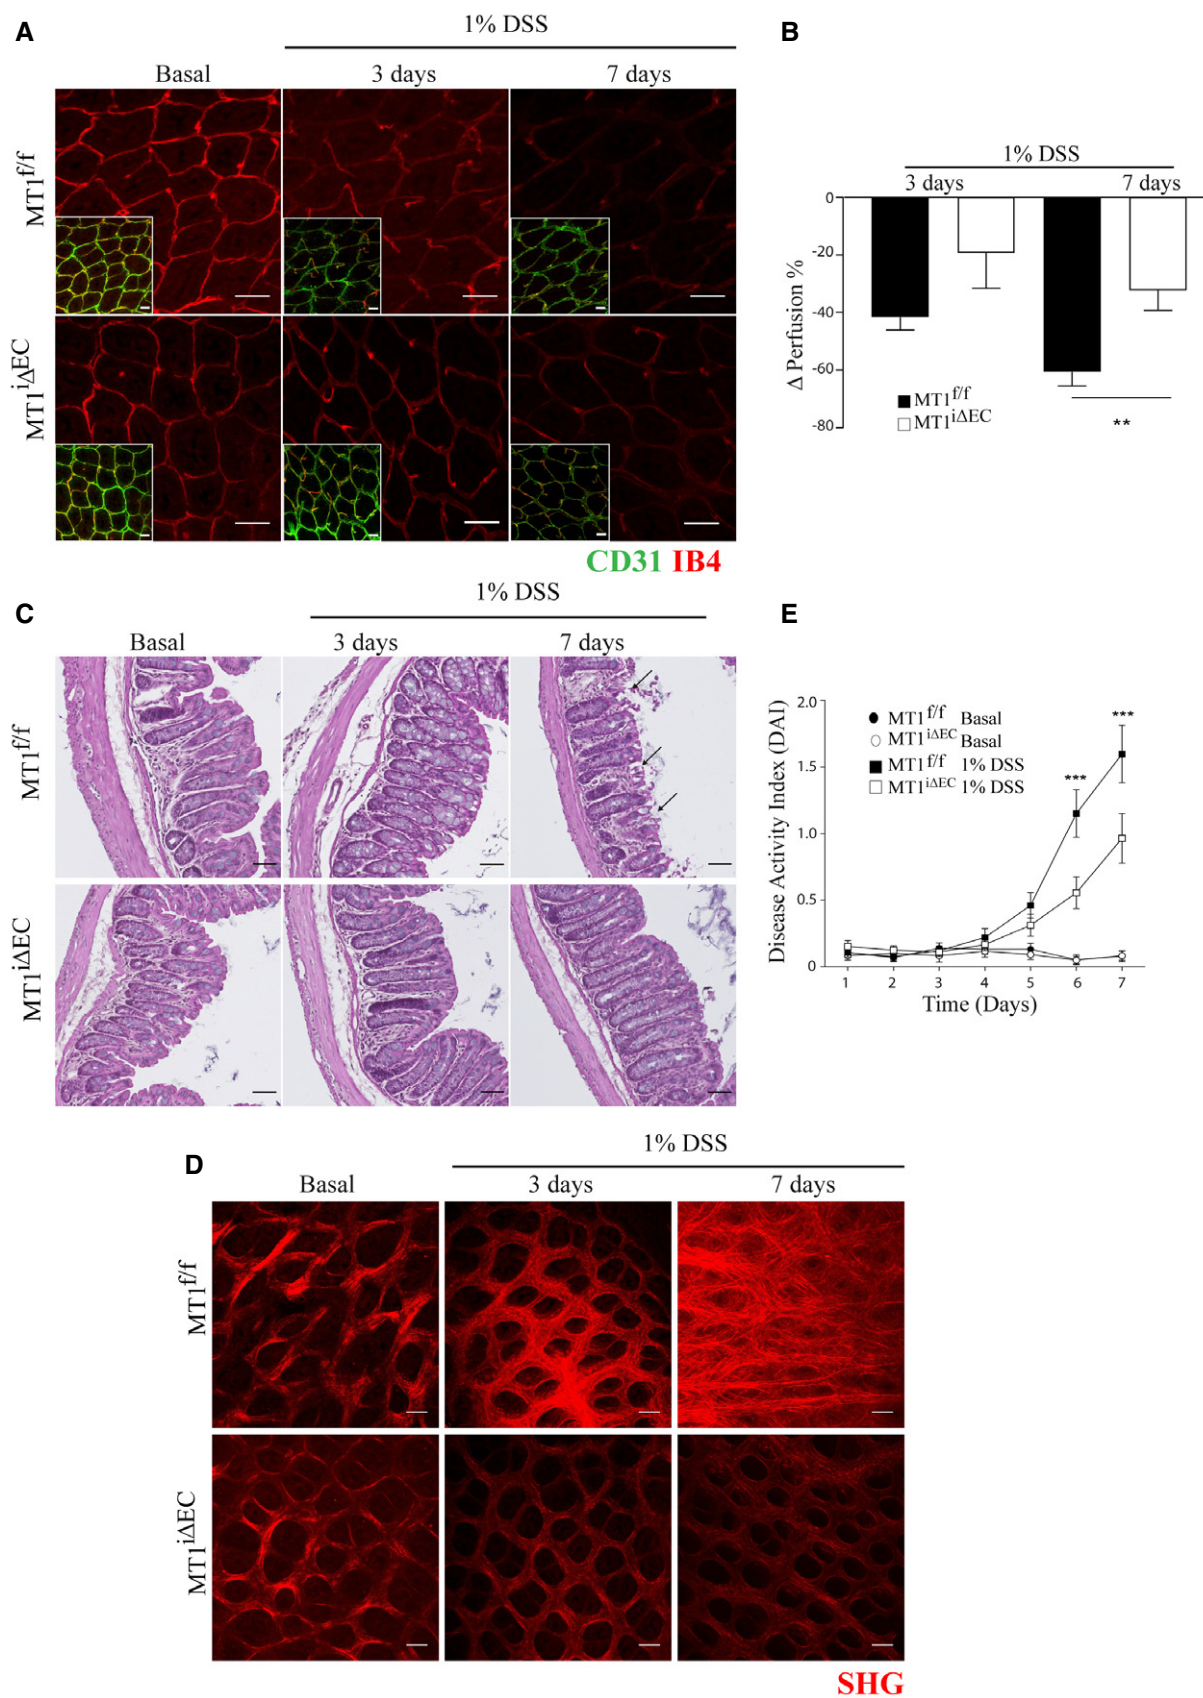 A
1% DSS
Basal
3 days
7 days
MT1f/f
MT1iΔEC
CD31 IB4
B
1% DSS
3 days
7 days
0
-20
-40
-60
-80
Δ Perfusion %
MT1f/f
MT1iΔEC
**
C
1% DSS
Basal
3 days
7 days
MT1f/f
MT1iΔEC
E
2.0
1.5
1.0
0.5
0
Disease Activity Index (DAI)
MT1f/f Basal
MT1iΔEC Basal
MT1f/f 1% DSS
MT1iΔEC 1% DSS
***
***
1 2 3 4 5 6 7
Time (Days)
D
1% DSS
Basal
3 days
7 days
MT1f/f
MT1iΔEC
SHG